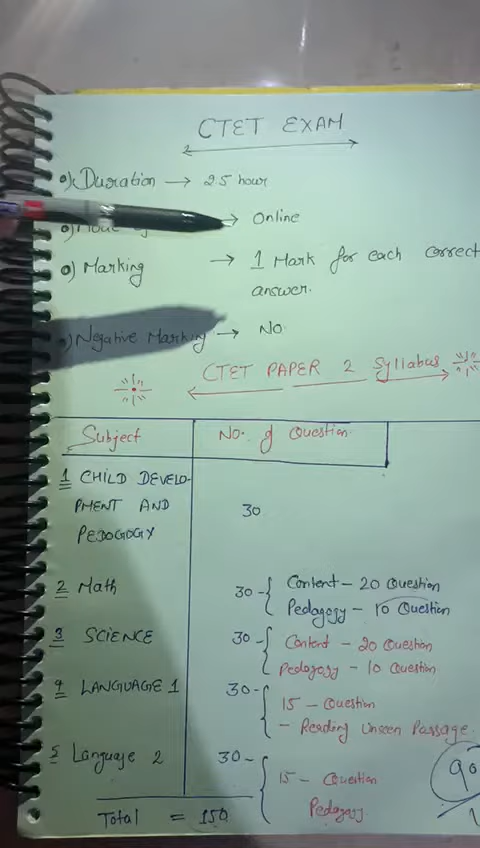 CTET EXAM
Duration → 2.5 hour
→ Online
Marking → 1 Mark for each correct
answer.
Negative Marking → No.
CTET PAPER 2 Syllabus
Subject No. of Question
1 CHILD DEVELO-
PMENT AND 30
PEDOGOGY
2 Math 30 - { Content - 20 Question
Pedagogy - 10 Question
3 SCIENCE 30 - { Content - 20 Question
Pedagogy - 10 Question
4 LANGUAGE 1 30 - { 15 - Question
- Reading Unseen Passage.
5 Language 2 30 - { 15 - Question
Pedagogy
90
Total = 150